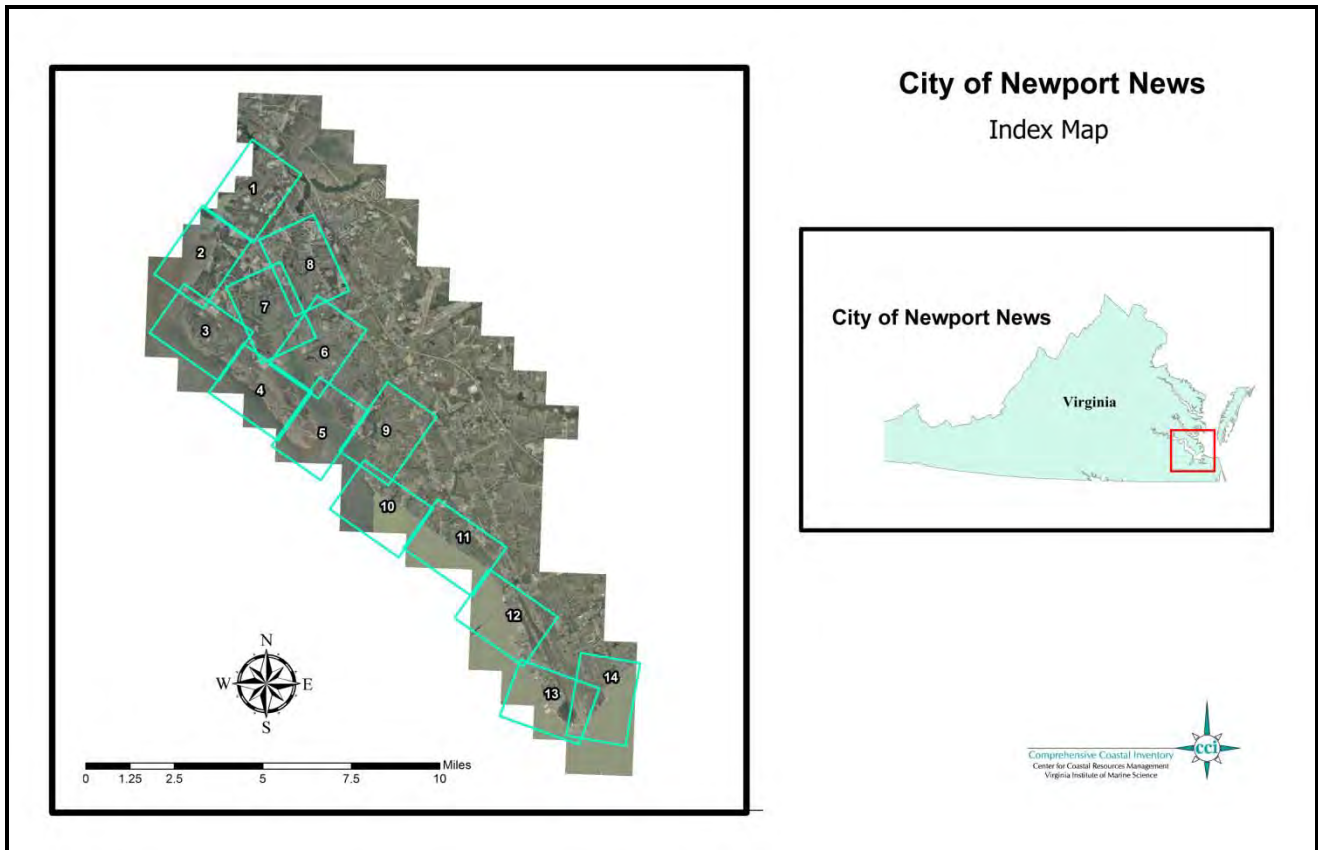 City of Newport News
Index Map
1
2
8
7
3
6
4
5
9
10
11
12
13
14
N
W E
S
Miles
0 1.25 2.5 5 7.5 10
City of Newport News
Virginia
cci
Comprehensive Coastal Inventory
Center for Coastal Resources Management
Virginia Institute of Marine Science